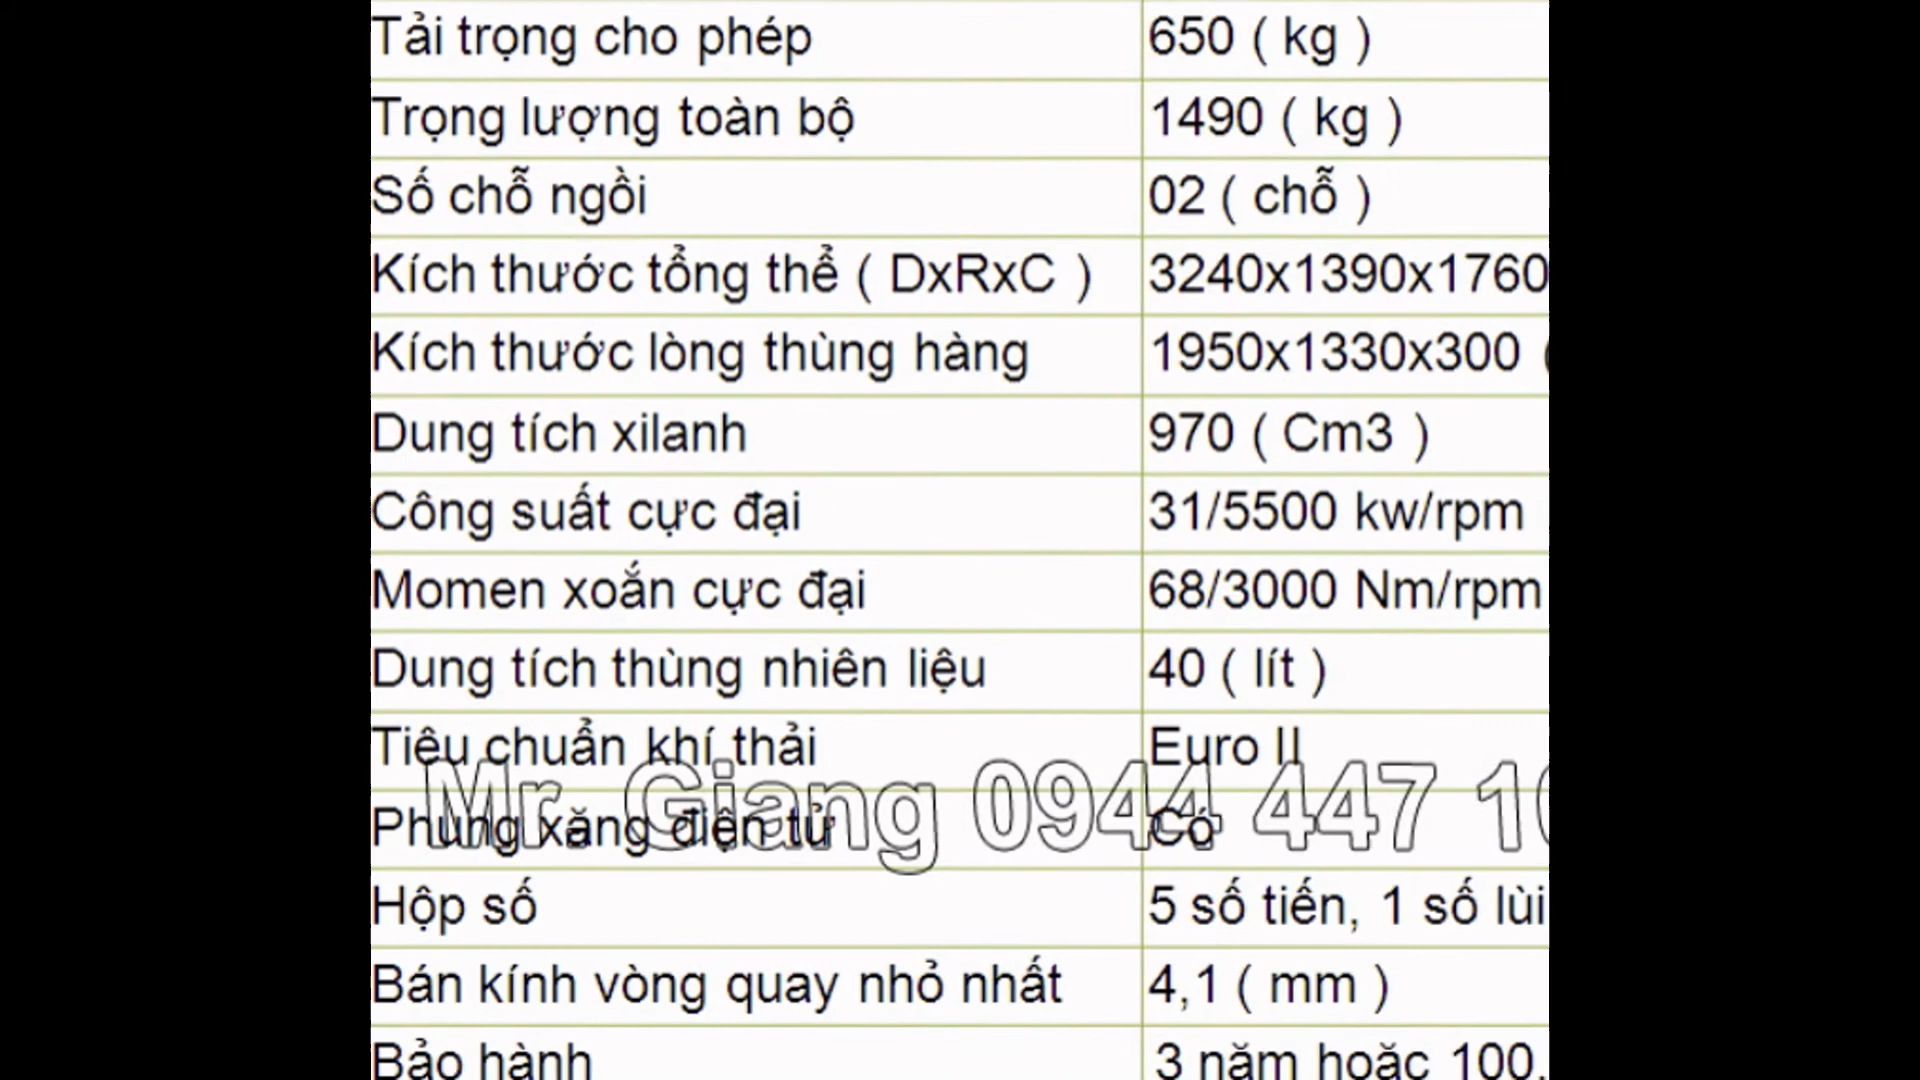 Tải trọng cho phép 650 ( kg )
Trọng lượng toàn bộ 1490 ( kg )
Số chỗ ngồi 02 ( chỗ )
Kích thước tổng thể ( DxRxC ) 3240x1390x1760
Kích thước lòng thùng hàng 1950x1330x300 (
Dung tích xilanh 970 ( Cm3 )
Công suất cực đại 31/5500 kw/rpm
Momen xoắn cực đại 68/3000 Nm/rpm
Dung tích thùng nhiên liệu 40 ( lít )
Tiêu chuẩn khí thải Euro II
Mr. Giang 0944 447 10
Phung xăng điện tử Có
Hộp số 5 số tiến, 1 số lùi
Bán kính vòng quay nhỏ nhất 4,1 ( mm )
Bảo hành 3 năm hoặc 100.